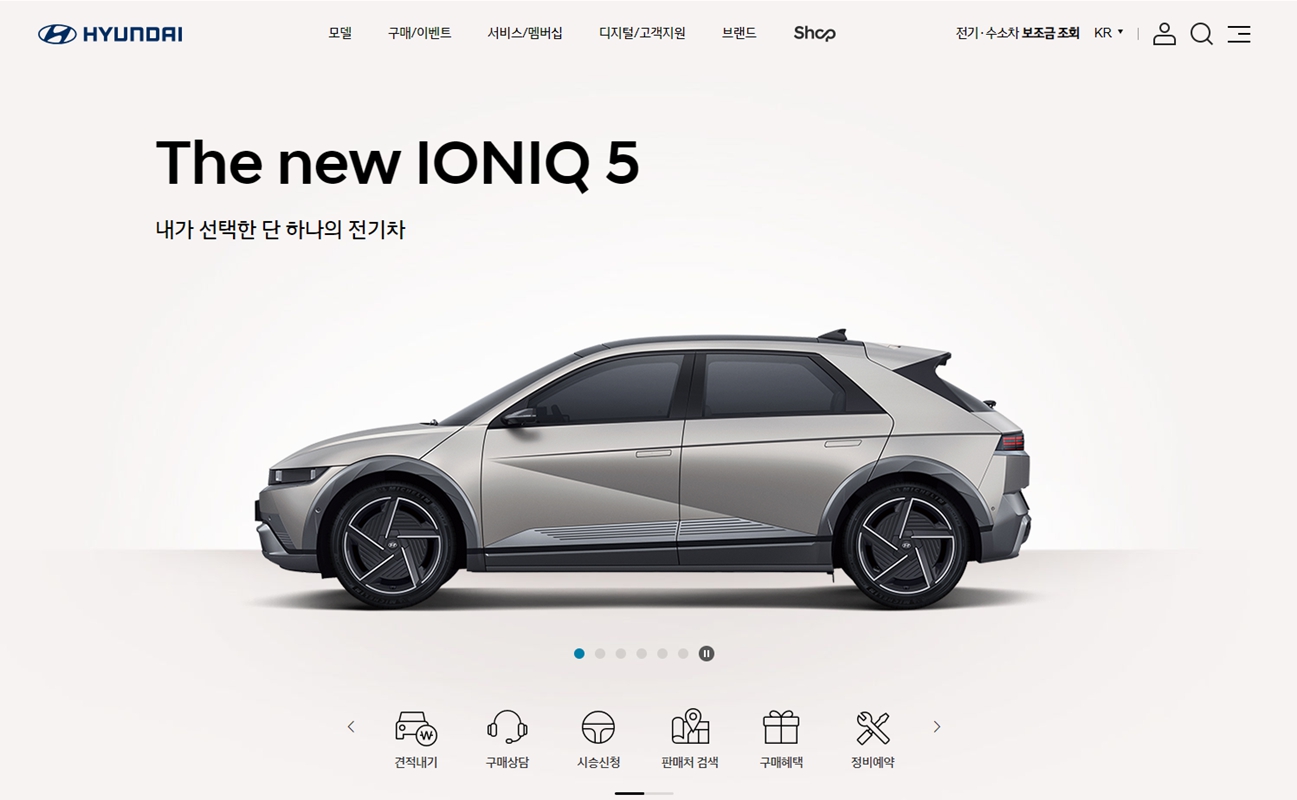 HYUNDAI
모델 구매/이벤트 서비스/멤버십 디지털/고객지원 브랜드 Shop
전기·수소차 보조금 조회 KR
The new IONIQ 5
내가 선택한 단 하나의 전기차
견적내기 구매상담 시승신청 판매처 검색 구매혜택 정비예약